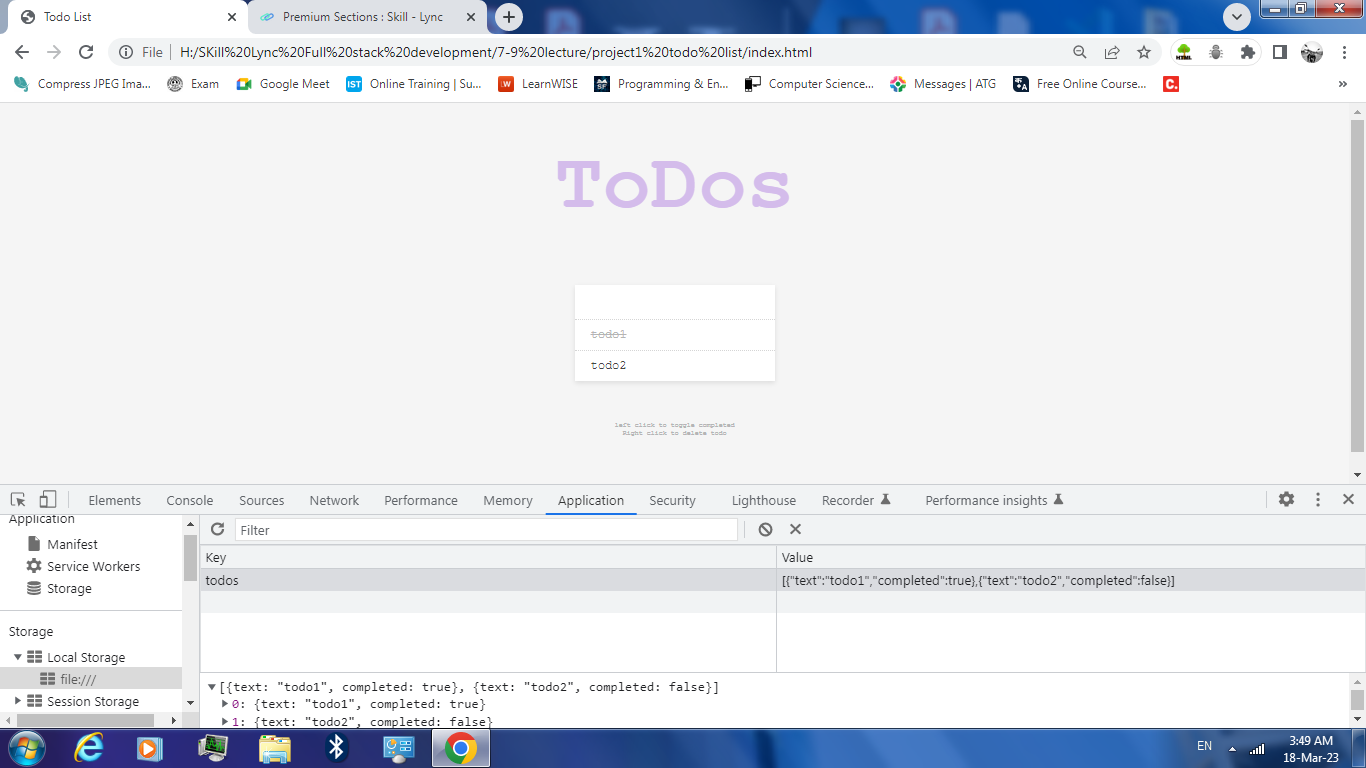 Todo List
Premium Sections : Skill - Lync
File
H:/SKill%20Lync%20Full%20stack%20development/7-9%20lecture/project1%20todo%20list/index.html
HTML
Compress JPEG Ima...
Exam
Google Meet
IST
Online Training | Su...
LW
LearnWISE
Programming & En...
Computer Science...
Messages | ATG
Free Online Course...
C.
»
ToDos
todo1
todo2
left click to toggle completed
Right click to delete todo
Elements
Console
Sources
Network
Performance
Memory
Application
Security
Lighthouse
Recorder
Performance insights
Application
Manifest
Service Workers
Storage
Storage
Local Storage
file:///
Session Storage
Filter
Key
Value
todos
[{"text":"todo1","completed":true},{"text":"todo2","completed":false}]
[{text: "todo1", completed: true}, {text: "todo2", completed: false}]
0: {text: "todo1", completed: true}
1: {text: "todo2", completed: false}
EN
3:49 AM
18-Mar-23